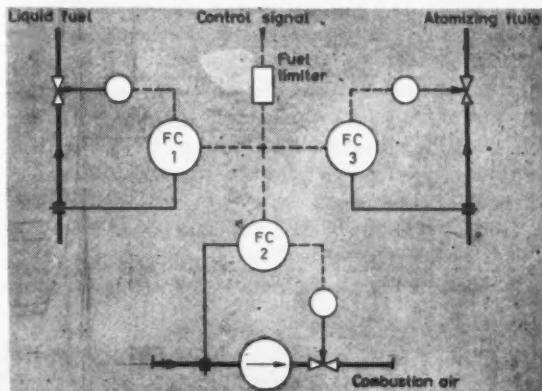 Liquid fuel
Control signal
Atomizing fluid
Fuel
limiter
FC
1
FC
3
FC
2
Combustion air